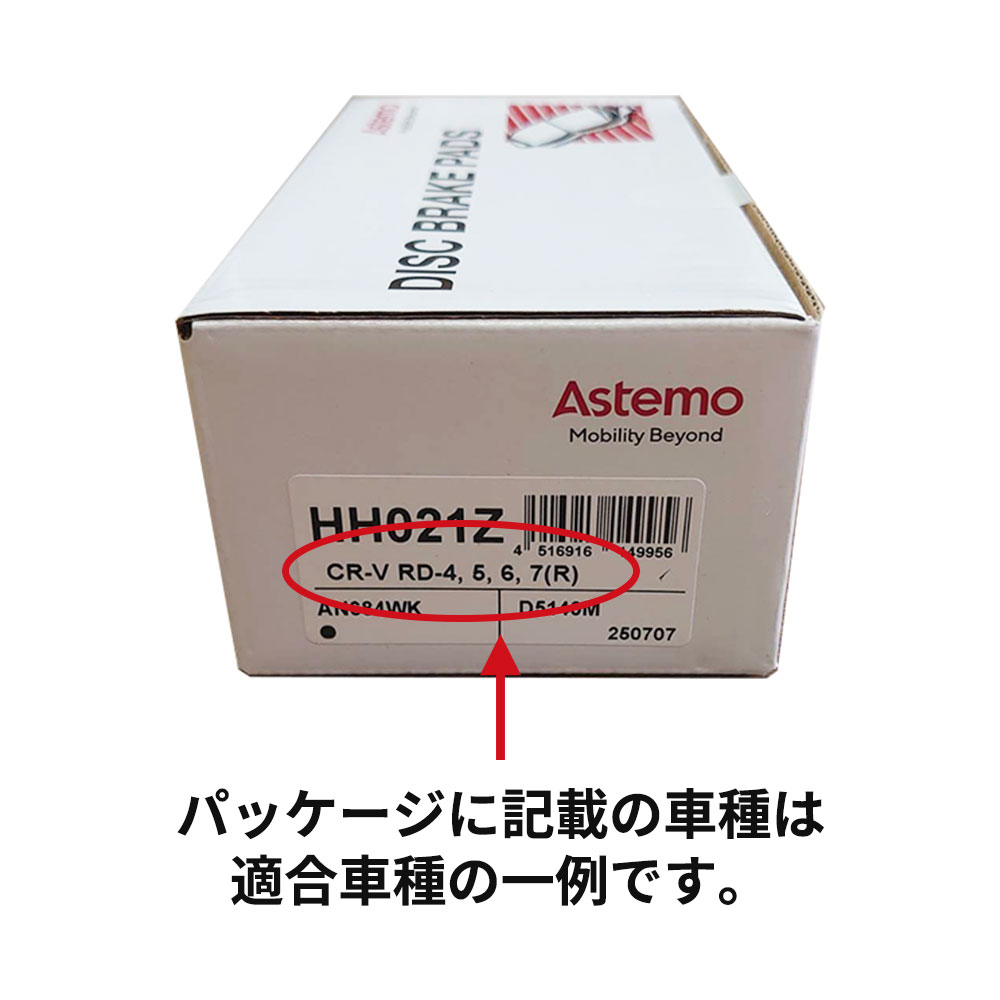 Astemo
DISC BRAKE PADS
Astemo
Mobility Beyond
HH021Z
4 516916
CR-V RD-4, 5, 6, 7(R)
250707
パッケージに記載の車種は
適合車種の一例です。